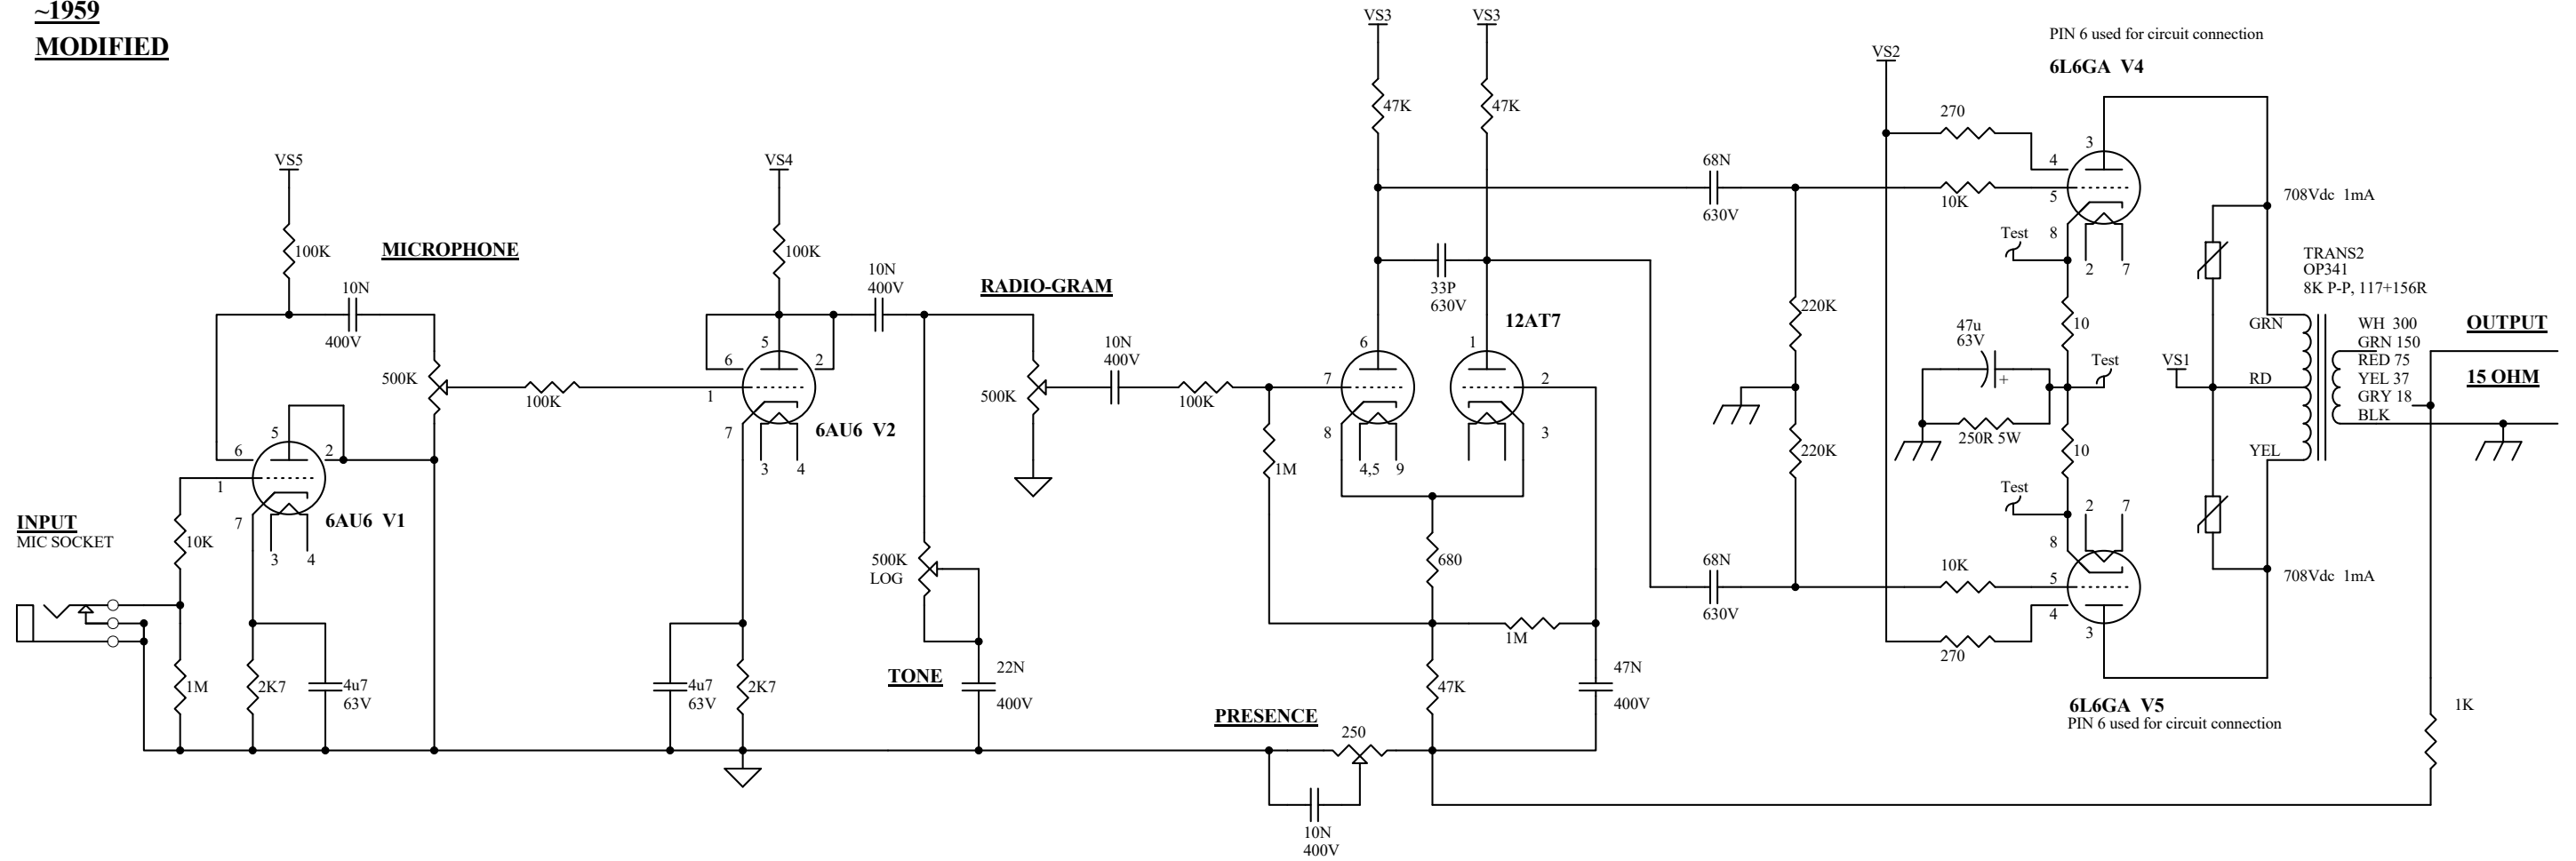 ~1959
MODIFIED
VS3
VS3
PIN 6 used for circuit connection
6L6GA V4
VS2
47K
47K
270
3
4
5
10K
8
2
7
Test
68N
630V
708Vdc 1mA
VS5
VS4
100K
MICROPHONE
100K
10N
400V
10N
400V
RADIO-GRAM
33P
630V
12AT7
220K
TRANS2
OP341
8K P-P, 117+156R
GRN
WH 300
GRN 150
RED 75
YEL 37
GRY 18
BLK
OUTPUT
15 OHM
10
47u
63V
+
Test
VS1
RD
500K
100K
5
6
2
1
7
3
4
6AU6 V2
500K
10N
400V
100K
6
7
8
4,5
9
1
2
3
250R 5W
220K
10
YEL
1M
5
6
2
1
7
3
4
6AU6 V1
INPUT
MIC SOCKET
10K
500K
LOG
680
68N
630V
Test
2
7
8
10K
5
4
3
270
708Vdc 1mA
1M
1M
2K7
4u7
63V
4u7
63V
2K7
TONE
22N
400V
47K
47N
400V
PRESENCE
250
10N
400V
6L6GA V5
PIN 6 used for circuit connection
1K